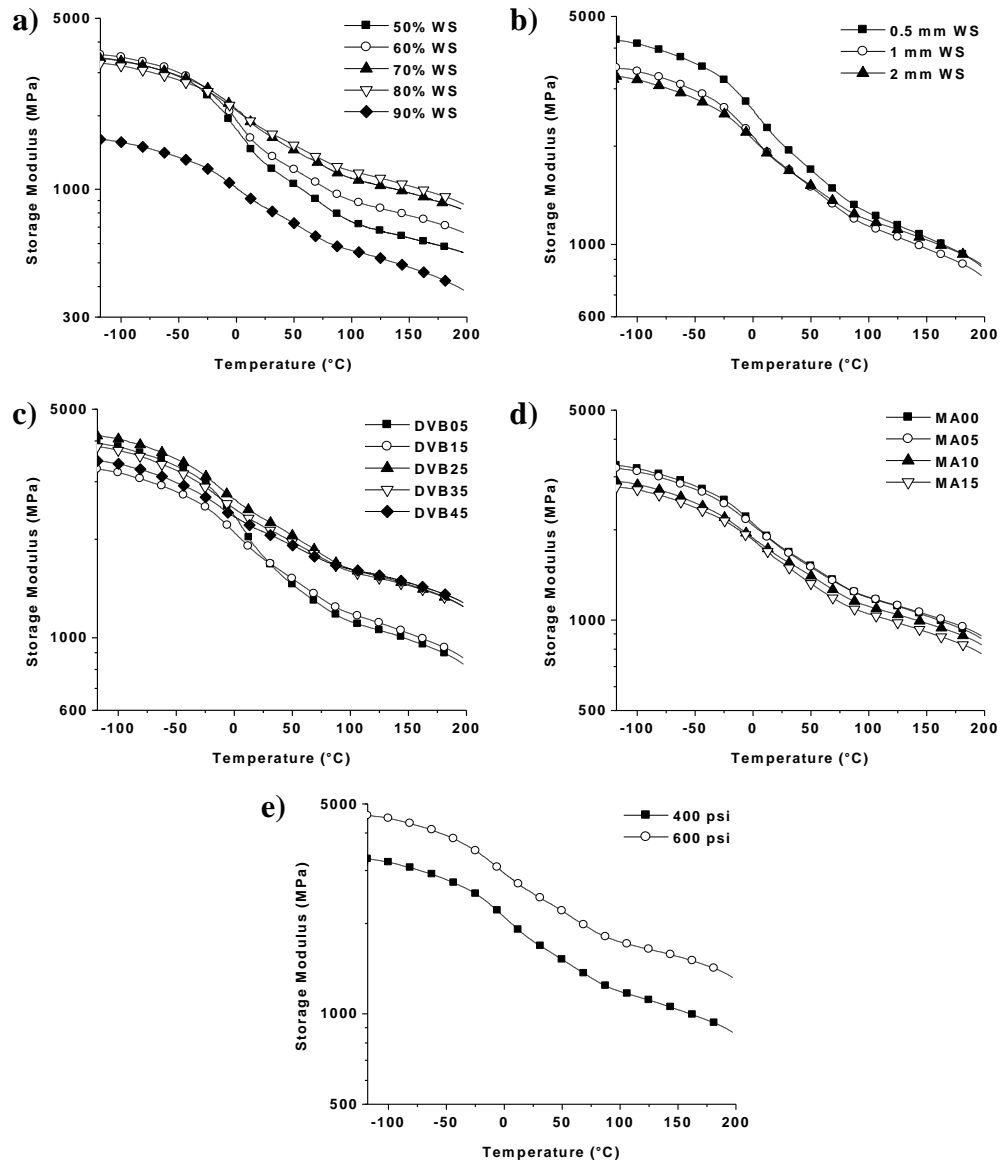 a)
5000
1000
300
Storage Modulus (MPa)
50% WS
60% WS
70% WS
80% WS
90% WS
-100 -50 0 50 100 150 200
Temperature (°C)
b)
5000
1000
600
Storage Modulus (MPa)
0.5 mm WS
1 mm WS
2 mm WS
-100 -50 0 50 100 150 200
Temperature (°C)
c)
5000
1000
600
Storage Modulus (MPa)
DVB05
DVB15
DVB25
DVB35
DVB45
-100 -50 0 50 100 150 200
Temperature (°C)
d)
5000
1000
500
Storage Modulus (MPa)
MA00
MA05
MA10
MA15
-100 -50 0 50 100 150 200
Temperature (°C)
e)
5000
1000
500
Storage Modulus (MPa)
400 psi
600 psi
-100 -50 0 50 100 150 200
Temperature (°C)